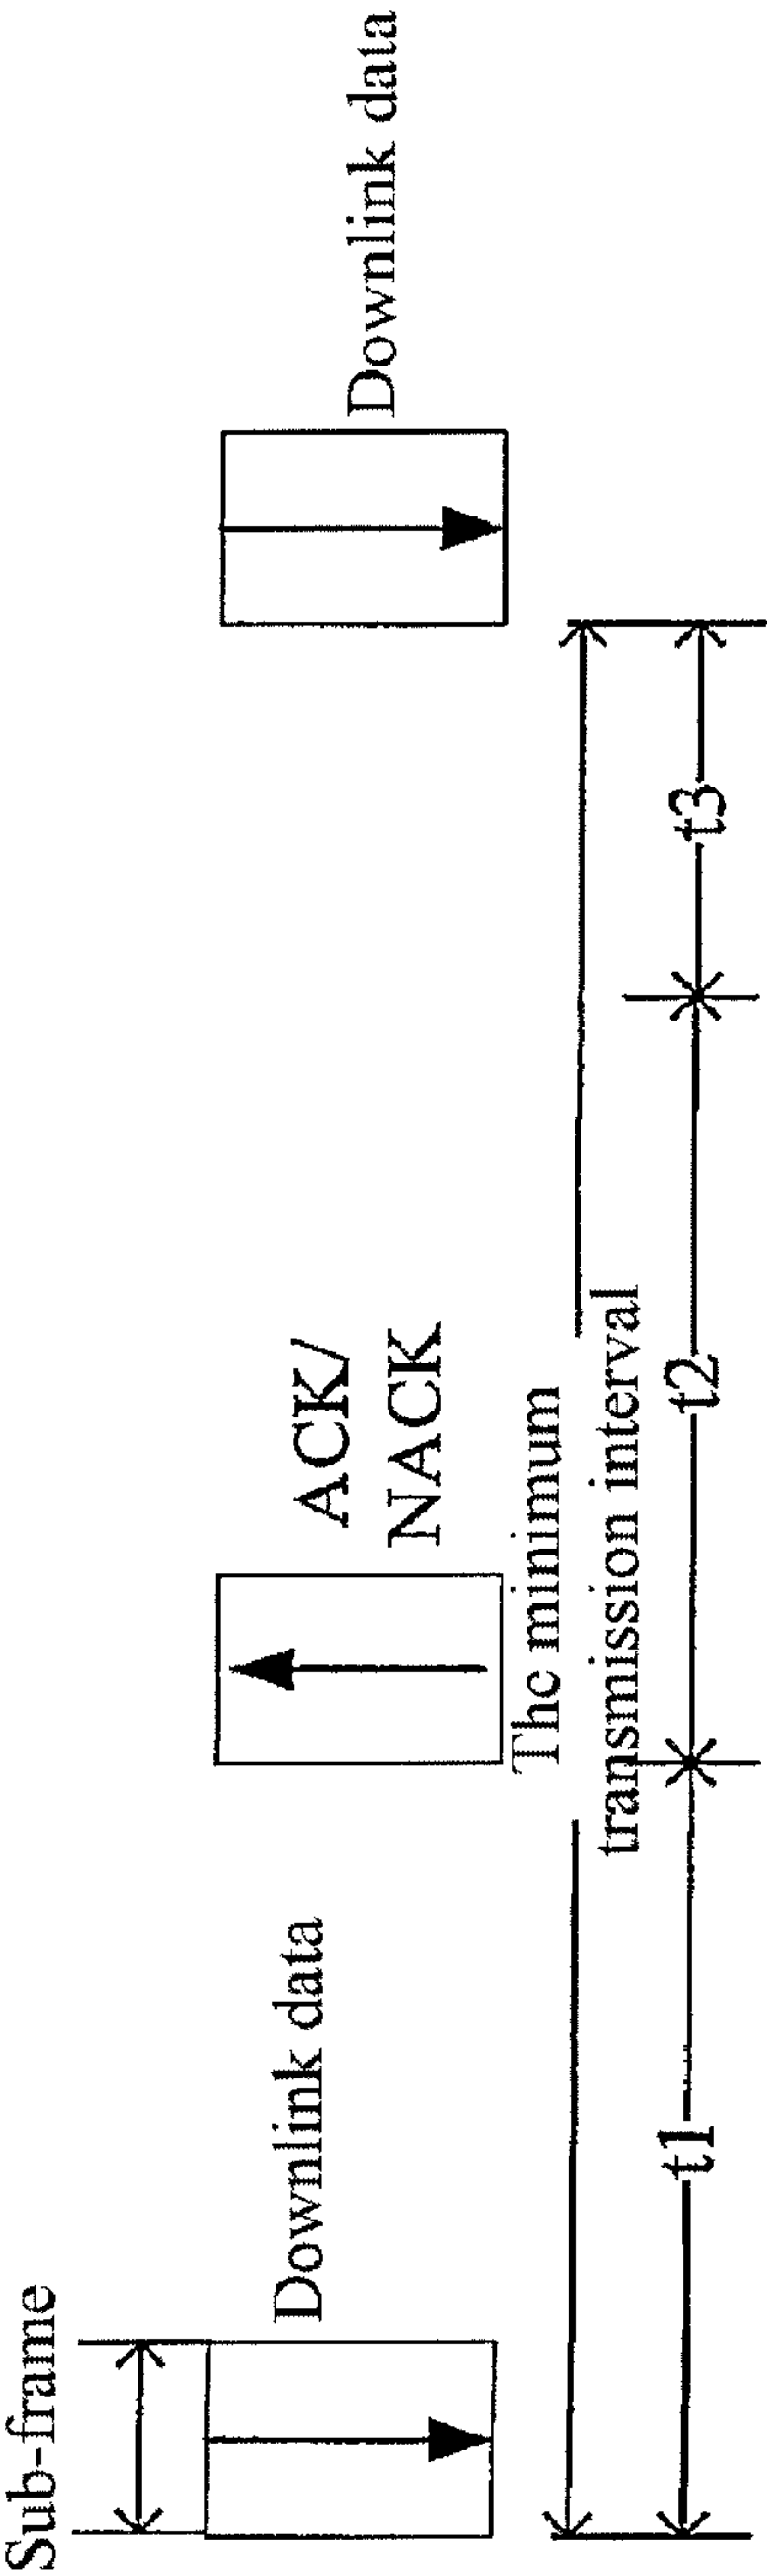 Sub-frame
Downlink data
ACK/
NACK
Downlink data
The minimum
transmission interval
t1
t2
t3